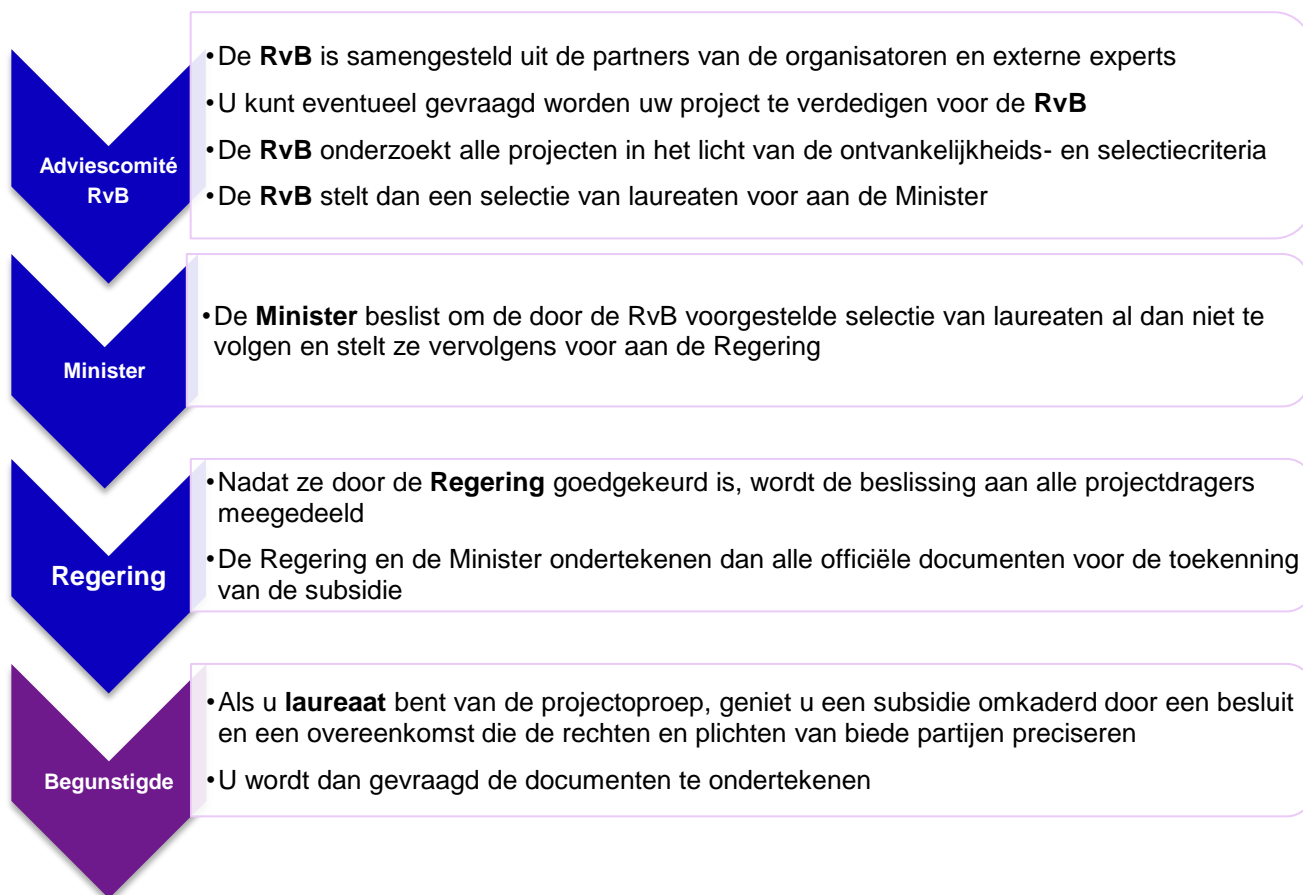 Adviescomité
RvB
•De RvB is samengesteld uit de partners van de organisatoren en externe experts
•U kunt eventueel gevraagd worden uw project te verdedigen voor de RvB
•De RvB onderzoekt alle projecten in het licht van de ontvankelijkheids- en selectiecriteria
•De RvB stelt dan een selectie van laureaten voor aan de Minister
Minister
•De Minister beslist om de door de RvB voorgestelde selectie van laureaten al dan niet te
volgen en stelt ze vervolgens voor aan de Regering
Regering
•Nadat ze door de Regering goedgekeurd is, wordt de beslissing aan alle projectdragers
meegedeeld
•De Regering en de Minister ondertekenen dan alle officiële documenten voor de toekenning
van de subsidie
Begunstigde
•Als u laureaat bent van de projectoproep, geniet u een subsidie omkaderd door een besluit
en een overeenkomst die de rechten en plichten van biede partijen preciseren
•U wordt dan gevraagd de documenten te ondertekenen